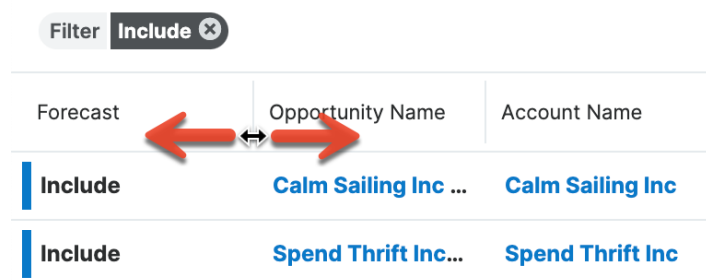 Filter Include
Forecast Opportunity Name Account Name
Include Calm Sailing Inc ... Calm Sailing Inc
Include Spend Thrift Inc... Spend Thrift Inc